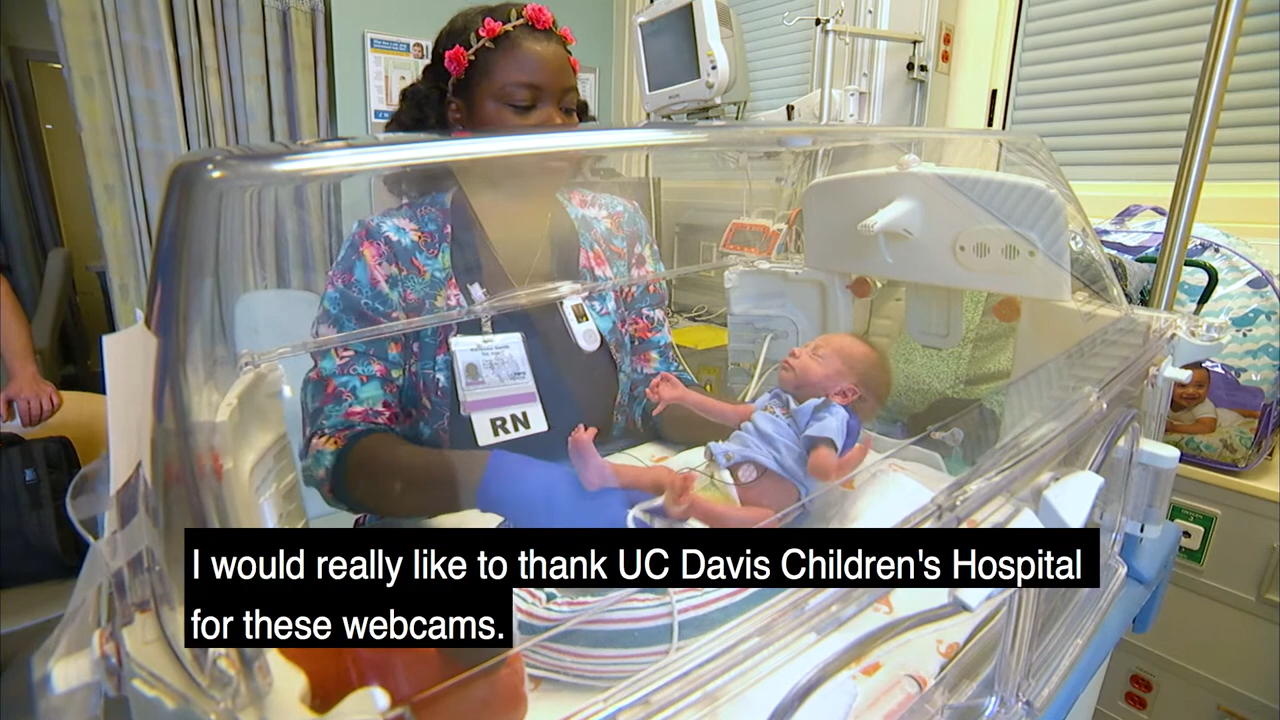 RN
I would really like to thank UC Davis Children's Hospital
for these webcams.